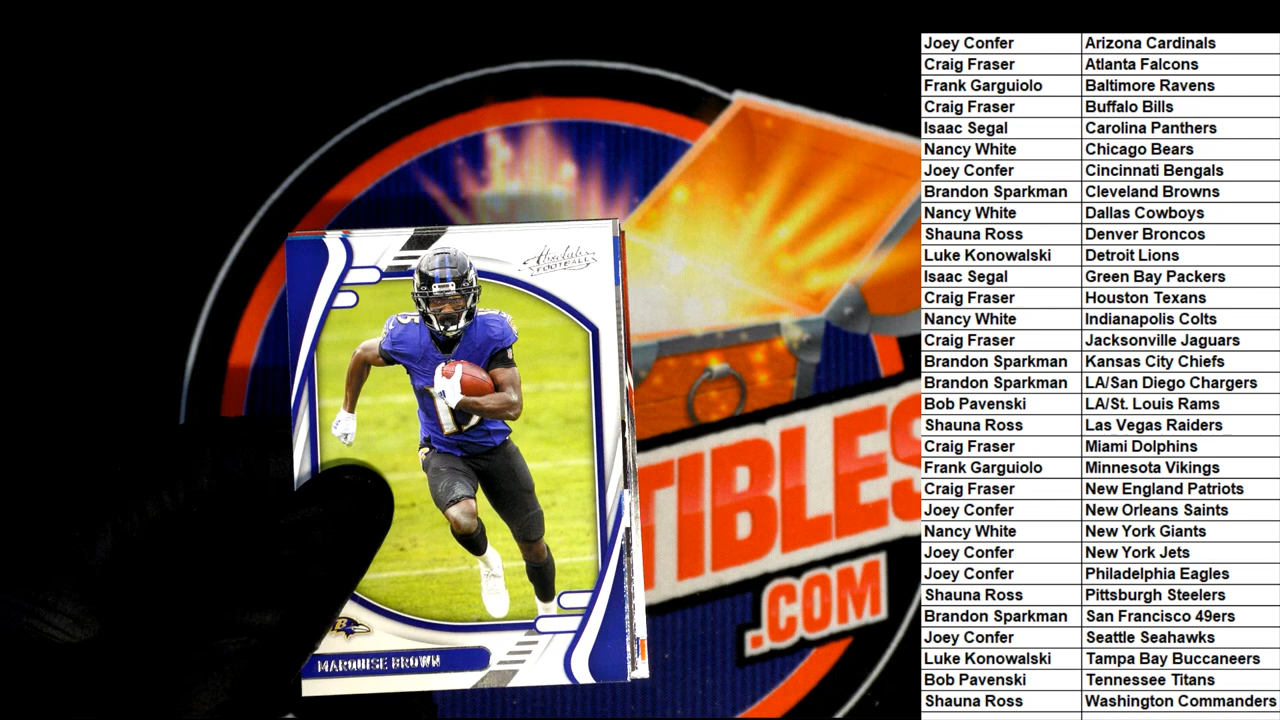 Absolute
FOOTBALL
15
B
MARQUISE BROWN
TIBLES
.COM
Joey Confer Arizona Cardinals
Craig Fraser Atlanta Falcons
Frank Garguiolo Baltimore Ravens
Craig Fraser Buffalo Bills
Isaac Segal Carolina Panthers
Nancy White Chicago Bears
Joey Confer Cincinnati Bengals
Brandon Sparkman Cleveland Browns
Nancy White Dallas Cowboys
Shauna Ross Denver Broncos
Luke Konowalski Detroit Lions
Isaac Segal Green Bay Packers
Craig Fraser Houston Texans
Nancy White Indianapolis Colts
Craig Fraser Jacksonville Jaguars
Brandon Sparkman Kansas City Chiefs
Brandon Sparkman LA/San Diego Chargers
Bob Pavenski LA/St. Louis Rams
Shauna Ross Las Vegas Raiders
Craig Fraser Miami Dolphins
Frank Garguiolo Minnesota Vikings
Craig Fraser New England Patriots
Joey Confer New Orleans Saints
Nancy White New York Giants
Joey Confer New York Jets
Joey Confer Philadelphia Eagles
Shauna Ross Pittsburgh Steelers
Brandon Sparkman San Francisco 49ers
Joey Confer Seattle Seahawks
Luke Konowalski Tampa Bay Buccaneers
Bob Pavenski Tennessee Titans
Shauna Ross Washington Commanders